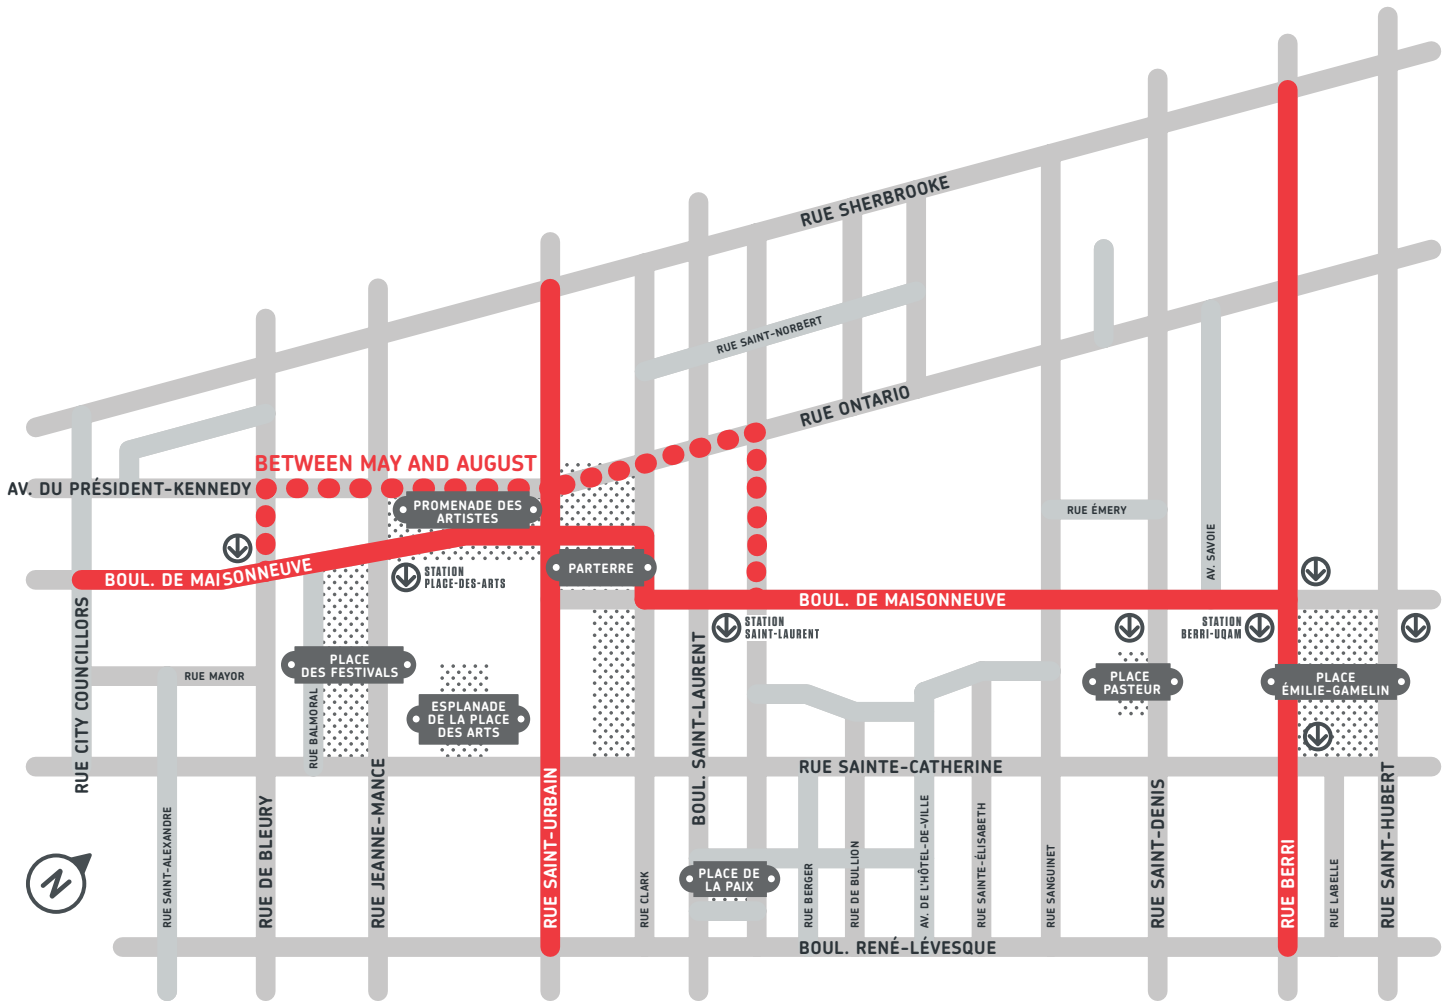 RUE SHERBROOKE
RUE SAINT-NORBERT
RUE ONTARIO
BETWEEN MAY AND AUGUST
AV. DU PRÉSIDENT-KENNEDY
PROMENADE DES
ARTISTES
RUE ÉMERY
AV. SAVOIE
BOUL. DE MAISONNEUVE
STATION
PLACE-DES-ARTS
PARTERRE
BOUL. DE MAISONNEUVE
STATION
SAINT-LAURENT
STATION
BERRI-UQAM
RUE CITY COUNCILLORS
RUE MAYOR
PLACE
DES FESTIVALS
RUE BALMORAL
ESPLANADE
DE LA PLACE
DES ARTS
BOUL. SAINT-LAURENT
PLACE
PASTEUR
PLACE
ÉMILIE-GAMELIN
RUE SAINTE-CATHERINE
RUE SAINT-ALEXANDRE
RUE DE BLEURY
RUE JEANNE-MANCE
RUE SAINT-URBAIN
RUE CLARK
PLACE DE
LA PAIX
RUE BERGER
RUE DE BULLION
AV. DE L'HÔTEL-DE-VILLE
RUE SAINTE-ÉLISABETH
RUE SANGUINET
RUE SAINT-DENIS
RUE BERRI
RUE LABELLE
RUE SAINT-HUBERT
N
BOUL. RENÉ-LÉVESQUE